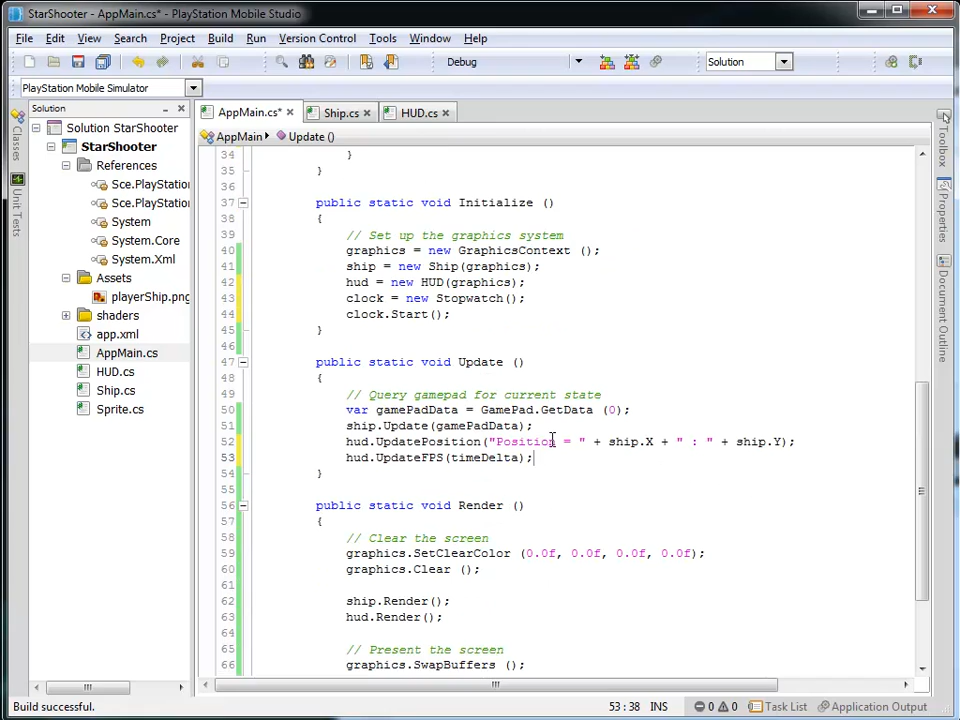 StarShooter - AppMain.cs* - PlayStation Mobile Studio
File Edit View Search Project Build Run Version Control Tools Window Help
Debug Solution
PlayStation Mobile Simulator
Solution
AppMain.cs* Ship.cs HUD.cs
AppMain Update ()
Classes
Unit Tests
Toolbox
Properties
Document Outline
Solution StarShooter
StarShooter
References
Sce.PlayStation
Sce.PlayStation
System
System.Core
System.Xml
Assets
playerShip.png
shaders
app.xml
AppMain.cs
HUD.cs
Ship.cs
Sprite.cs
34 }
35 }
36
37 public static void Initialize ()
38 {
39 // Set up the graphics system
40 graphics = new GraphicsContext ();
41 ship = new Ship(graphics);
42 hud = new HUD(graphics);
43 clock = new Stopwatch();
44 clock.Start();
45 }
46
47 public static void Update ()
48 {
49 // Query gamepad for current state
50 var gamePadData = GamePad.GetData (0);
51 ship.Update(gamePadData);
52 hud.UpdatePosition("Position = " + ship.X + " : " + ship.Y);
53 hud.UpdateFPS(timeDelta);
54 }
55
56 public static void Render ()
57 {
58 // Clear the screen
59 graphics.SetClearColor (0.0f, 0.0f, 0.0f, 0.0f);
60 graphics.Clear ();
61
62 ship.Render();
63 hud.Render();
64
65 // Present the screen
66 graphics.SwapBuffers ();
Build successful. 53 : 38 INS 0 0 Task List Application Output